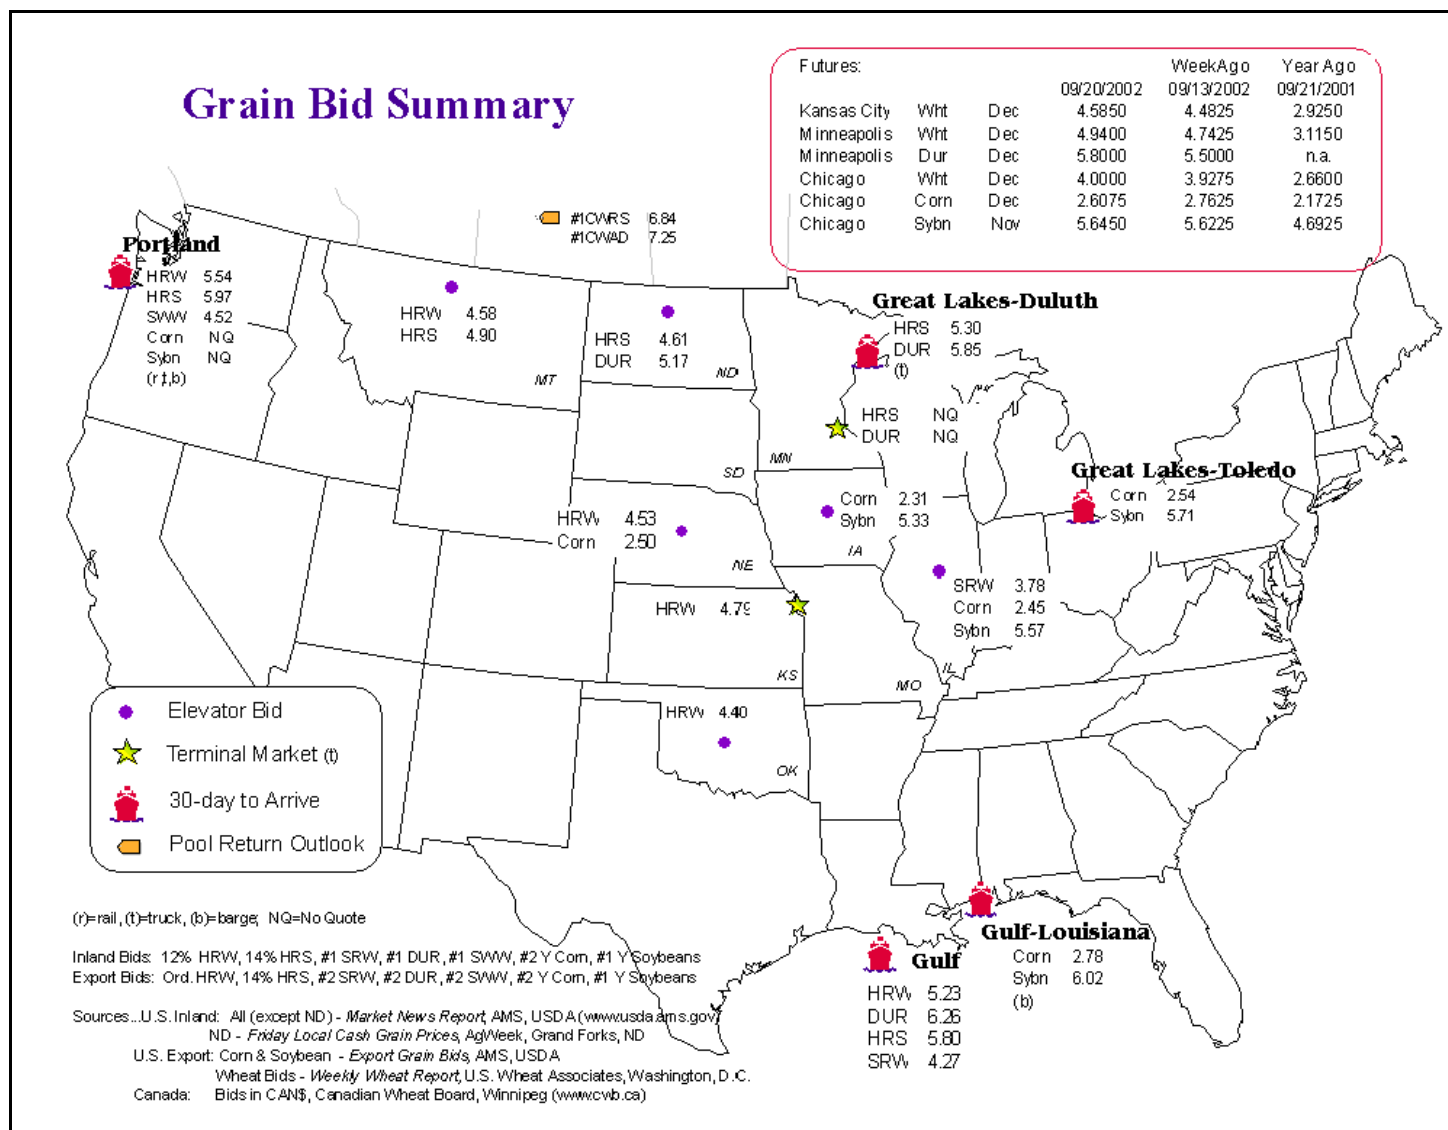 Grain Bid Summary
Futures: WeekAgo Year Ago
09/20/2002 09/13/2002 09/21/2001
Kansas City Wht Dec 4.5850 4.4825 2.9250
Minneapolis Wht Dec 4.9400 4.7425 3.1150
Minneapolis Dur Dec 5.8000 5.5000 n.a.
Chicago Wht Dec 4.0000 3.9275 2.6600
Chicago Corn Dec 2.6075 2.7625 2.1725
Chicago Sybn Nov 5.6450 5.6225 4.6925
#1CWRS 6.84
#1CWAD 7.25
Portland
HRW 5.54
HRS 5.97
SWW 4.52
Corn NQ
Sybn NQ
(r,t,b)
HRW 4.58
HRS 4.90
MT
HRS 4.61
DUR 5.17
ND
Great Lakes-Duluth
HRS 5.30
DUR 5.85
(t)
HRS NQ
DUR NQ
MN
SD
Great Lakes-Toledo
Corn 2.54
Sybn 5.71
Corn 2.31
Sybn 5.33
IA
HRW 4.53
Corn 2.50
NE
SRW 3.78
Corn 2.45
Sybn 5.57
IL
HRW 4.79
KS
MO
HRW 4.40
OK
Elevator Bid
Terminal Market (t)
30-day to Arrive
Pool Return Outlook
Gulf-Louisiana
Corn 2.78
Sybn 6.02
(b)
Gulf
HRW 5.23
DUR 6.26
HRS 5.80
SRW 4.27
(r)=rail, (t)=truck, (b)=barge; NQ=No Quote
Inland Bids: 12% HRW, 14% HRS, #1 SRW, #1 DUR, #1 SWW, #2 Y Corn, #1 Y Soybeans
Export Bids: Ord. HRW, 14% HRS, #2 SRW, #2 DUR, #2 SWW, #2 Y Corn, #1 Y Soybeans
Sources...U.S. Inland: All (except ND) - Market News Report, AMS, USDA (www.usda.ams.gov)
ND - Friday Local Cash Grain Prices, AgWeek, Grand Forks, ND
U.S. Export: Corn & Soybean - Export Grain Bids, AMS, USDA
Wheat Bids - Weekly Wheat Report, U.S. Wheat Associates, Washington, D.C.
Canada: Bids in CAN$, Canadian Wheat Board, Winnipeg (www.cwb.ca)